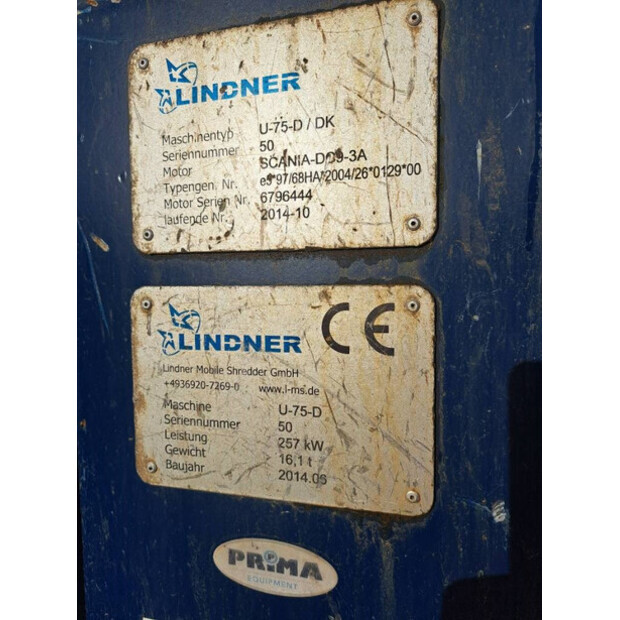 LINDNER
Maschinentyp U-75-D / DK
Seriennummer 50
Motor SCANIA-DC9-3A
Typengen. Nr. e3*97/68HA*2004/26*0129*00
Motor Serien Nr. 6796444
laufende Nr. 2014-10
LINDNER CE
Lindner Mobile Shredder GmbH
+4936920-7269-0 www.l-ms.de
Maschine U-75-D
Seriennummer 50
Leistung 257 kW
Gewicht 16,1 t
Baujahr 2014.06
PRiMA
EQUIPMENT